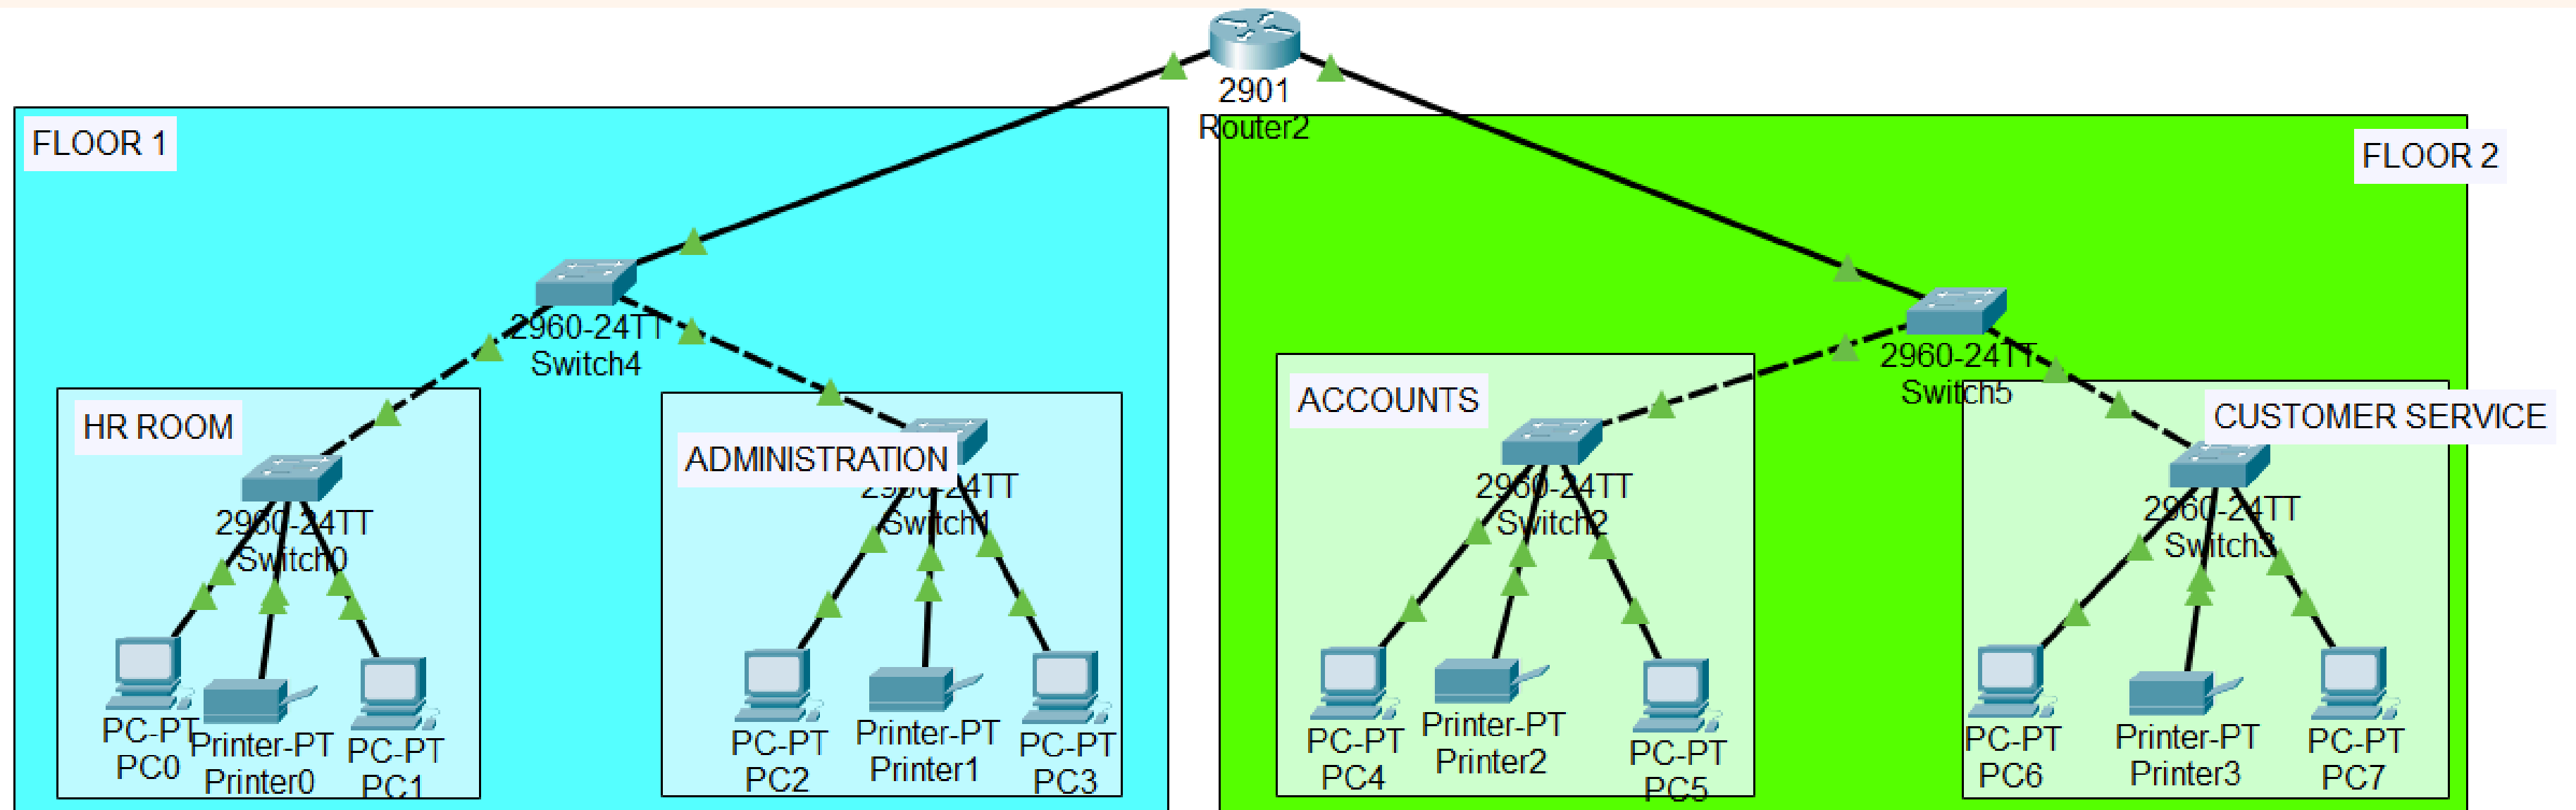 2901
Router2
FLOOR 1
FLOOR 2
2960-24TT
Switch4
2960-24TT
Switch5
HR ROOM
2960-24TT
Switch0
PC-PT
PC0
Printer-PT
Printer0
PC-PT
PC1
ADMINISTRATION
2960-24TT
Switch1
PC-PT
PC2
Printer-PT
Printer1
PC-PT
PC3
ACCOUNTS
2960-24TT
Switch2
PC-PT
PC4
Printer-PT
Printer2
PC-PT
PC5
CUSTOMER SERVICE
2960-24TT
Switch3
PC-PT
PC6
Printer-PT
Printer3
PC-PT
PC7